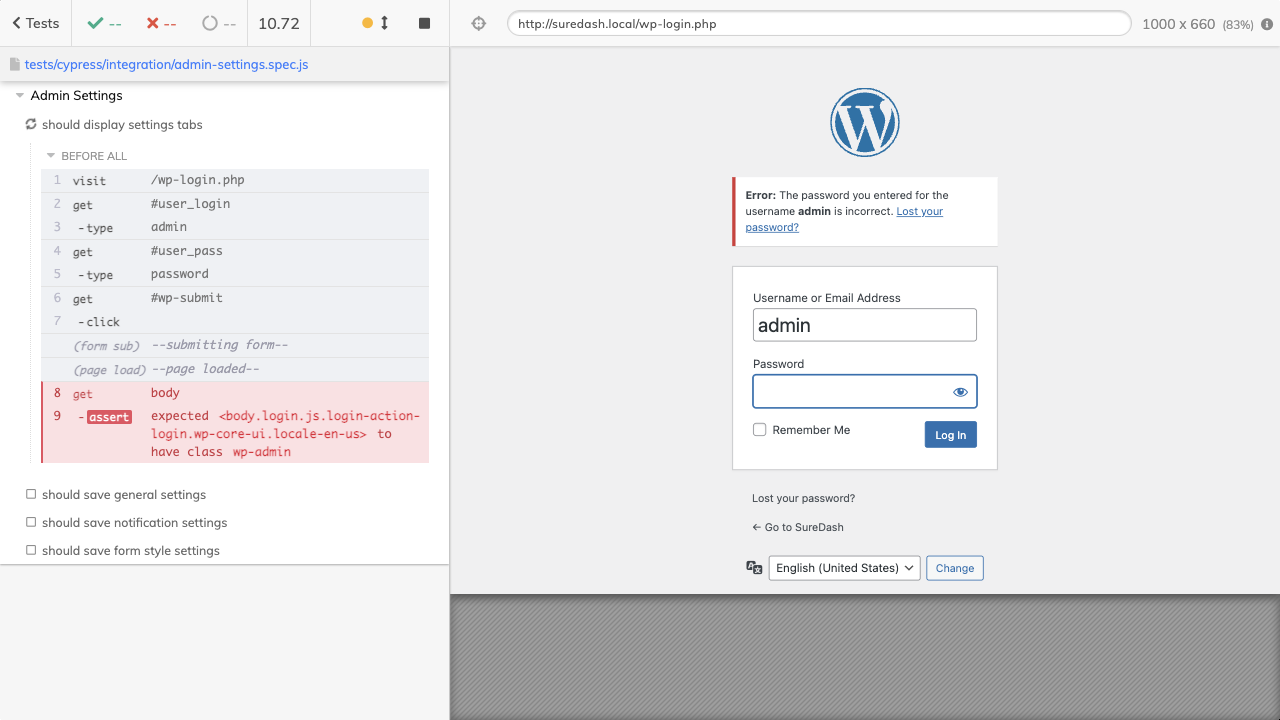 Tests
--
--
--
10.72
http://suredash.local/wp-login.php
1000 x 660 (83%)
tests/cypress/integration/admin-settings.spec.js
Admin Settings
should display settings tabs
BEFORE ALL
1 visit /wp-login.php
2 get #user_login
3 -type admin
4 get #user_pass
5 -type password
6 get #wp-submit
7 -click
(form sub) --submitting form--
(page load) --page loaded--
8 get body
9 -assert expected <body.login.js.login-action-
login.wp-core-ui.locale-en-us> to
have class wp-admin
should save general settings
should save notification settings
should save form style settings
Error: The password you entered for the
username admin is incorrect. Lost your
password?
Username or Email Address
admin
Password
Remember Me
Log In
Lost your password?
← Go to SureDash
English (United States)
Change